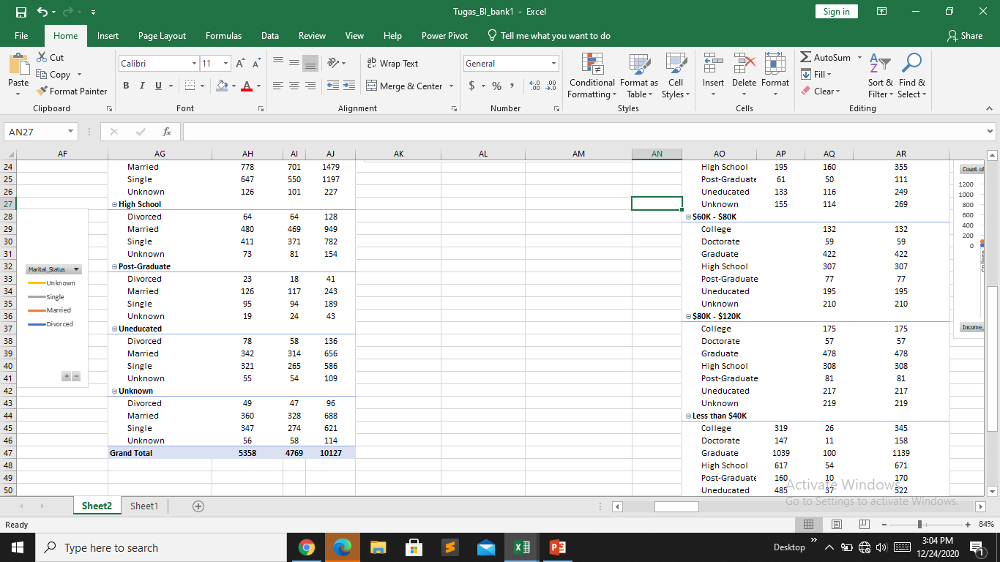 Tugas_BI_bank1 - Excel
Sign in
File Home Insert Page Layout Formulas Data Review View Help Power Pivot Tell me what you want to do Share
Cut
Copy
Format Painter
Paste
Clipboard
Calibri 11
B I U A
Font
Wrap Text
Merge & Center
Alignment
General
$ % ,
Number
Conditional Formatting
Format as Table
Cell Styles
Styles
Insert Delete Format
Cells
AutoSum
Fill
Clear
Sort & Filter
Find & Select
Editing
AN27
fx
AF AG AH AI AJ AK AL AM AN AO AP AQ AR
24 Married 778 701 1479 High School 195 160 355
25 Single 647 550 1197 Post-Graduate 61 50 111
26 Unknown 126 101 227 Uneducated 133 116 249
27 High School Unknown 155 114 269
28 Divorced 64 64 128 $60K - $80K
29 Married 480 469 949 College 132 132
30 Single 411 371 782 Doctorate 59 59
31 Unknown 73 81 154 Graduate 422 422
32 Post-Graduate High School 307 307
33 Divorced 23 18 41 Post-Graduate 77 77
34 Married 126 117 243 Uneducated 195 195
35 Single 95 94 189 Unknown 210 210
36 Unknown 19 24 43 $80K - $120K
37 Uneducated College 175 175
38 Divorced 78 58 136 Doctorate 57 57
39 Married 342 314 656 Graduate 478 478
40 Single 321 265 586 High School 308 308
41 Unknown 55 54 109 Post-Graduate 81 81
42 Unknown Uneducated 217 217
43 Divorced 49 47 96 Unknown 219 219
44 Married 360 328 688 Less than $40K
45 Single 347 274 621 College 319 26 345
46 Unknown 56 58 114 Doctorate 147 11 158
47 Grand Total 5358 4769 10127 Graduate 1039 100 1139
48 High School 617 54 671
49 Post-Graduate 160 10 170
50 Uneducated 485 37 522
Marital_Status
Unknown
Single
Married
Divorced
Count of
1200
1000
800
600
400
200
0
Income_
Activate Windows
Go to Settings to activate Windows.
Sheet2 Sheet1
Ready
84%
Type here to search
Desktop
3:04 PM
12/24/2020
1